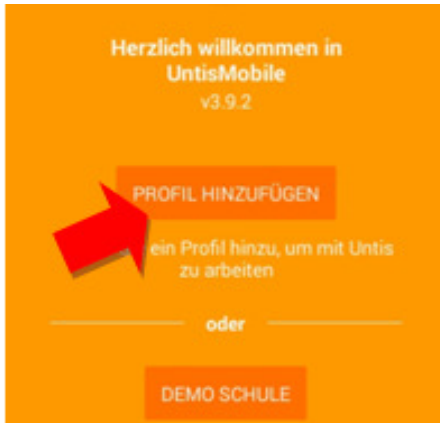 Herzlich willkommen in
UntisMobile
v3.9.2
PROFIL HINZUFÜGEN
ein Profil hinzu, um mit Untis
zu arbeiten
oder
DEMO SCHULE